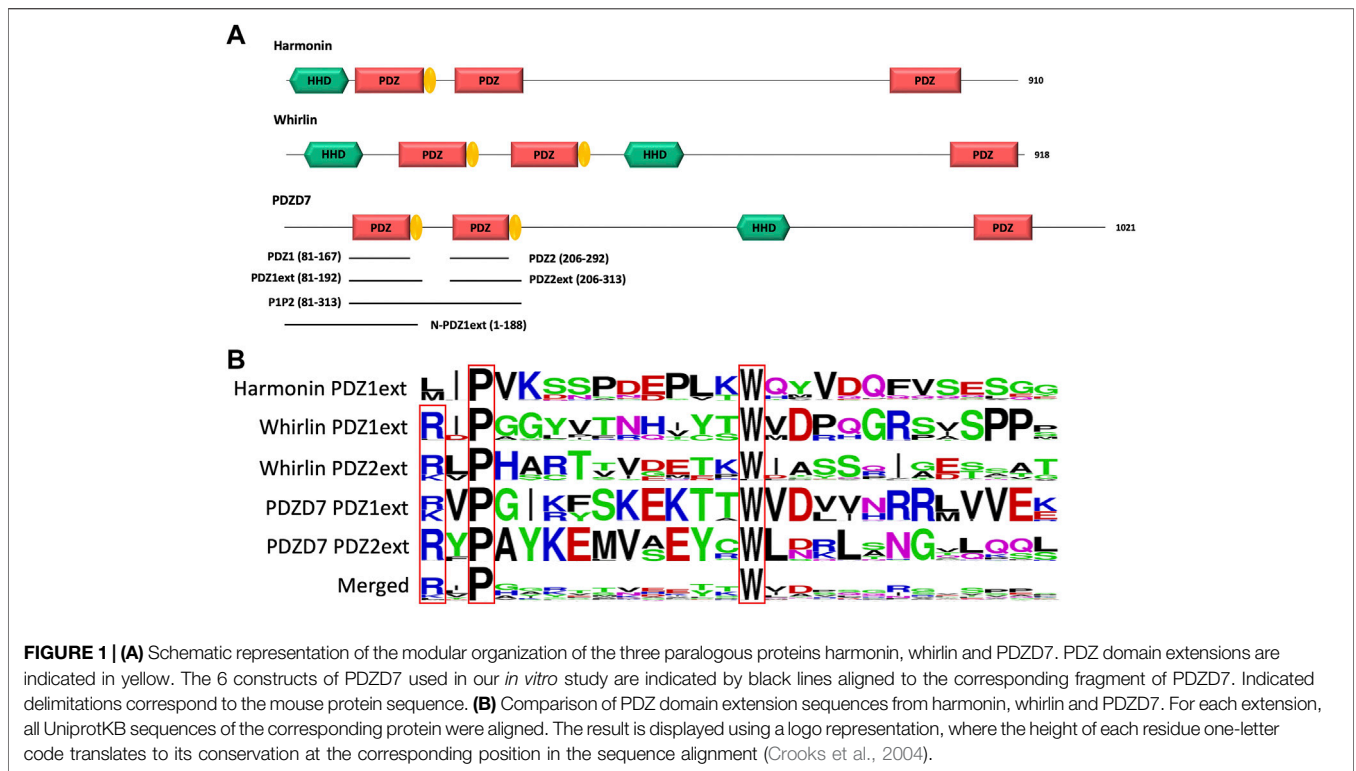 A
Harmonin
HHD PDZ PDZ PDZ 910
Whirlin
HHD PDZ PDZ HHD PDZ 918
PDZD7
PDZ PDZ HHD PDZ 1021
PDZ1 (81-167) PDZ2 (206-292)
PDZ1ext (81-192) PDZ2ext (206-313)
P1P2 (81-313)
N-PDZ1ext (1-188)
B
Harmonin PDZ1ext LIPVKSSPDEPLKWQYVDQFVSESGG
Whirlin PDZ1ext RIPGGYVTNHIYTWVDPQGRSVSPPP
Whirlin PDZ2ext RLPHARTTVDETKWIASSRIGESSAT
PDZD7 PDZ1ext RVPGIKFSKEKTTWVDVVNRRLVVEK
PDZD7 PDZ2ext RYPAYKEMVSEYCWLDRLSNGVLQQL
Merged
FIGURE 1 | (A) Schematic representation of the modular organization of the three paralogous proteins harmonin, whirlin and PDZD7. PDZ domain extensions are
indicated in yellow. The 6 constructs of PDZD7 used in our in vitro study are indicated by black lines aligned to the corresponding fragment of PDZD7. Indicated
delimitations correspond to the mouse protein sequence. (B) Comparison of PDZ domain extension sequences from harmonin, whirlin and PDZD7. For each extension,
all UniprotKB sequences of the corresponding protein were aligned. The result is displayed using a logo representation, where the height of each residue one-letter
code translates to its conservation at the corresponding position in the sequence alignment (Crooks et al., 2004).